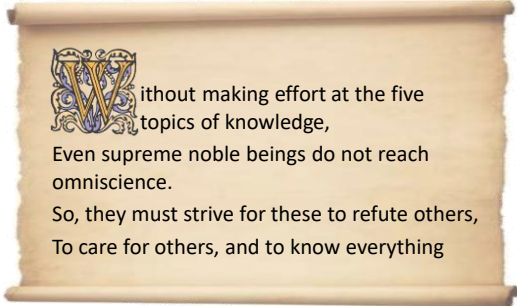 Without making effort at the five
topics of knowledge,
Even supreme noble beings do not reach
omniscience.
So, they must strive for these to refute others,
To care for others, and to know everything